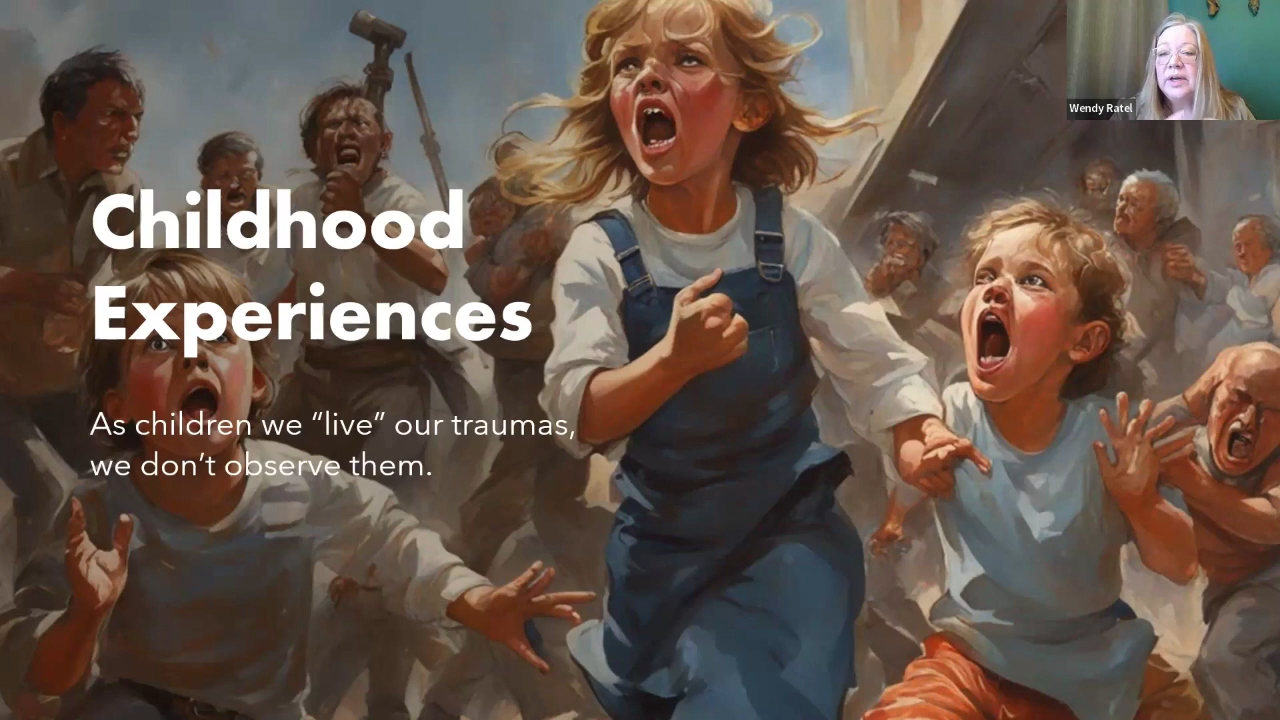 Wendy Ratel
Childhood
Experiences
As children we “live” our traumas,
we don’t observe them.